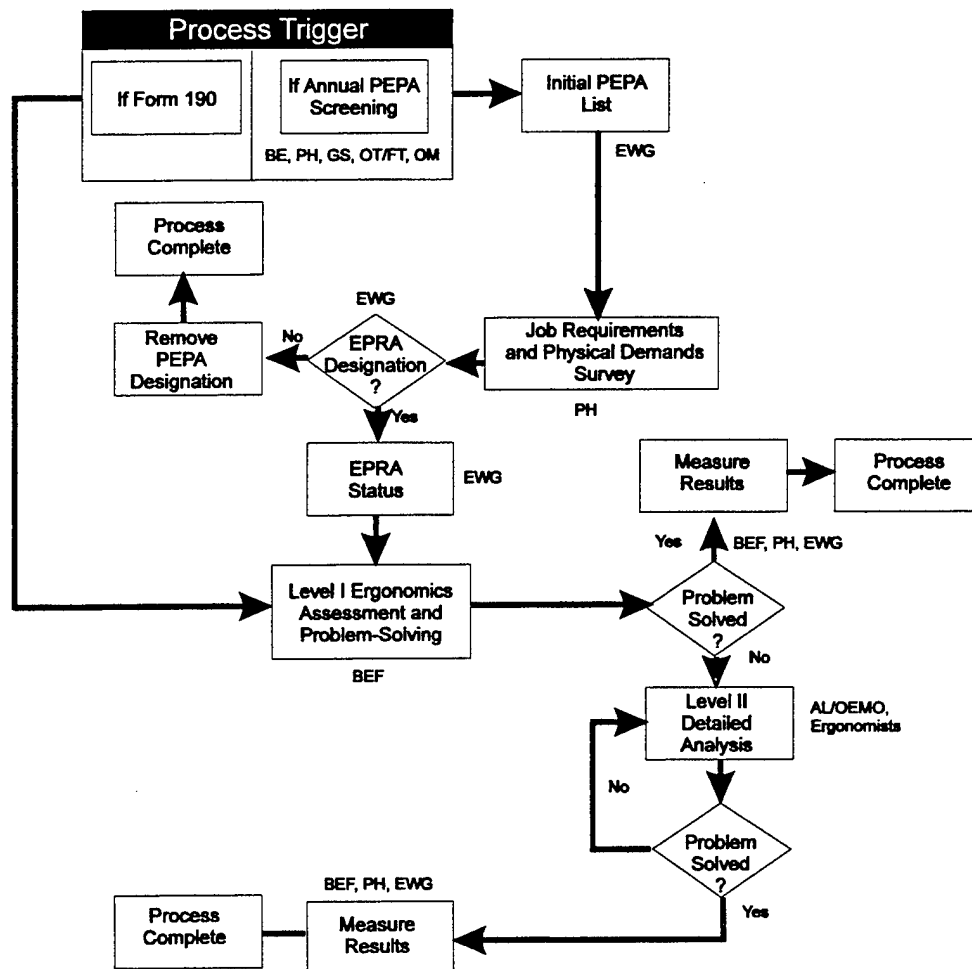 Process Trigger
If Form 190
If Annual PEPA
Screening
BE, PH, GS, OT/FT, OM
Initial PEPA
List
EWG
Process
Complete
EWG
No
Remove
PEPA
Designation
EPRA
Designation
?
Job Requirements
and Physical Demands
Survey
PH
Yes
EPRA
Status
EWG
Measure
Results
Process
Complete
Yes
BEF, PH, EWG
Level I Ergonomics
Assessment and
Problem-Solving
BEF
Problem
Solved
?
No
Level II
Detailed
Analysis
AL/OEMO,
Ergonomists
No
Problem
Solved
?
Yes
BEF, PH, EWG
Process
Complete
Measure
Results